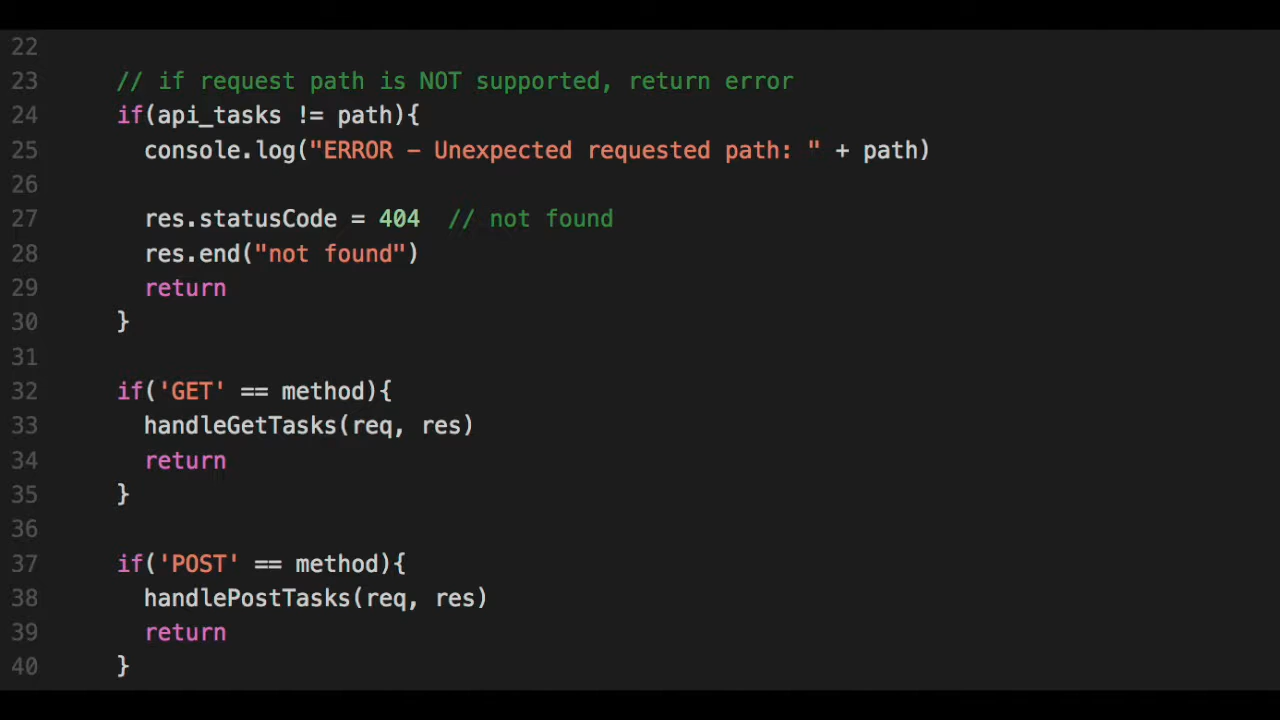 22
23 // if request path is NOT supported, return error
24 if(api_tasks != path){
25 console.log("ERROR - Unexpected requested path: " + path)
26
27 res.statusCode = 404 // not found
28 res.end("not found")
29 return
30 }
31
32 if('GET' == method){
33 handleGetTasks(req, res)
34 return
35 }
36
37 if('POST' == method){
38 handlePostTasks(req, res)
39 return
40 }